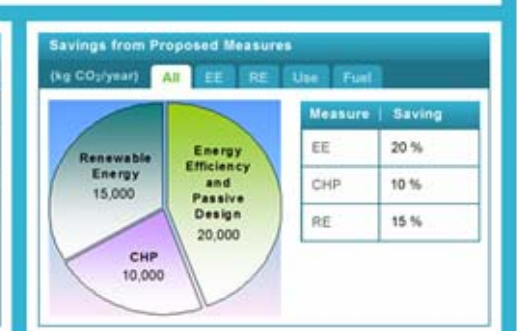 Savings from Proposed Measures
(kg CO₂/year) All EE RE Use Fuel
Renewable
Energy
15,000
Energy
Efficiency
and
Passive
Design
20,000
CHP
10,000
Measure Saving
EE 20 %
CHP 10 %
RE 15 %